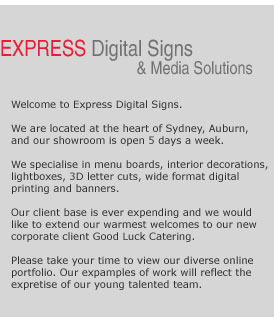 EXPRESS Digital Signs
& Media Solutions
Welcome to Express Digital Signs.
We are located at the heart of Sydney, Auburn,
and our showroom is open 5 days a week.
We specialise in menu boards, interior decorations,
lightboxes, 3D letter cuts, wide format digital
printing and banners.
Our client base is ever expending and we would
like to extend our warmest welcomes to our new
corporate client Good Luck Catering.
Please take your time to view our diverse online
portfolio. Our expamples of work will reflect the
expretise of our young talented team.